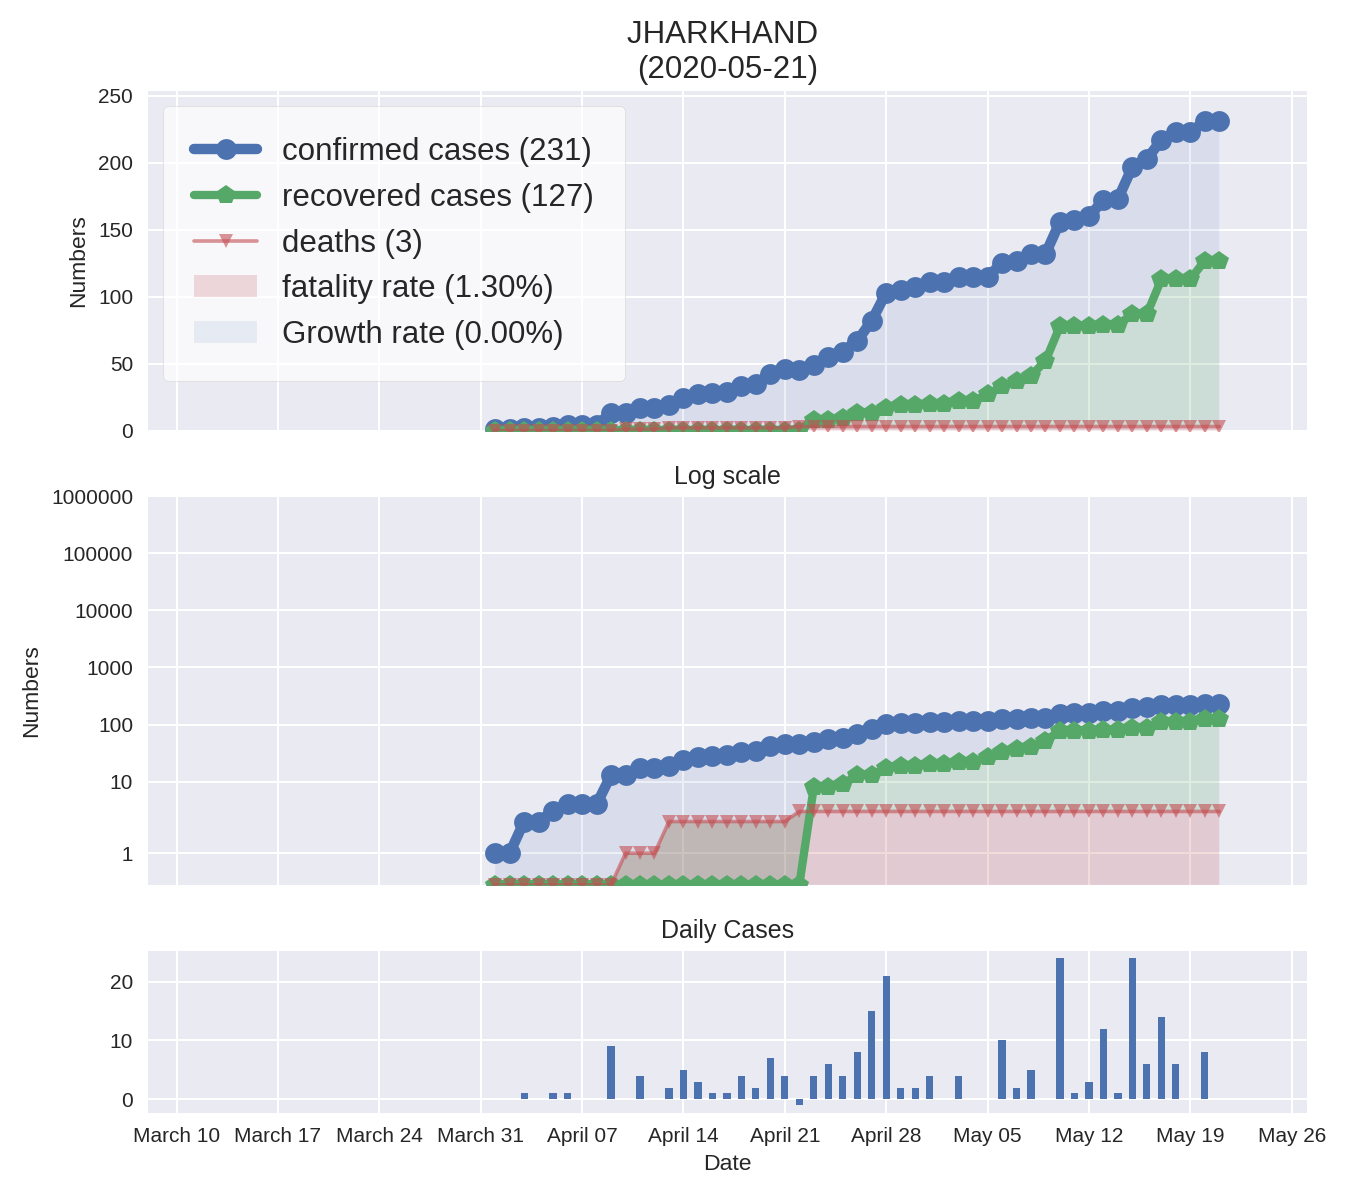 JHARKHAND
(2020-05-21)
250
200
150
100
50
0
Numbers
confirmed cases (231)
recovered cases (127)
deaths (3)
fatality rate (1.30%)
Growth rate (0.00%)
Log scale
1000000
100000
10000
1000
100
10
1
Numbers
Daily Cases
20
10
0
March 10 March 17 March 24 March 31 April 07 April 14 April 21 April 28 May 05 May 12 May 19 May 26
Date